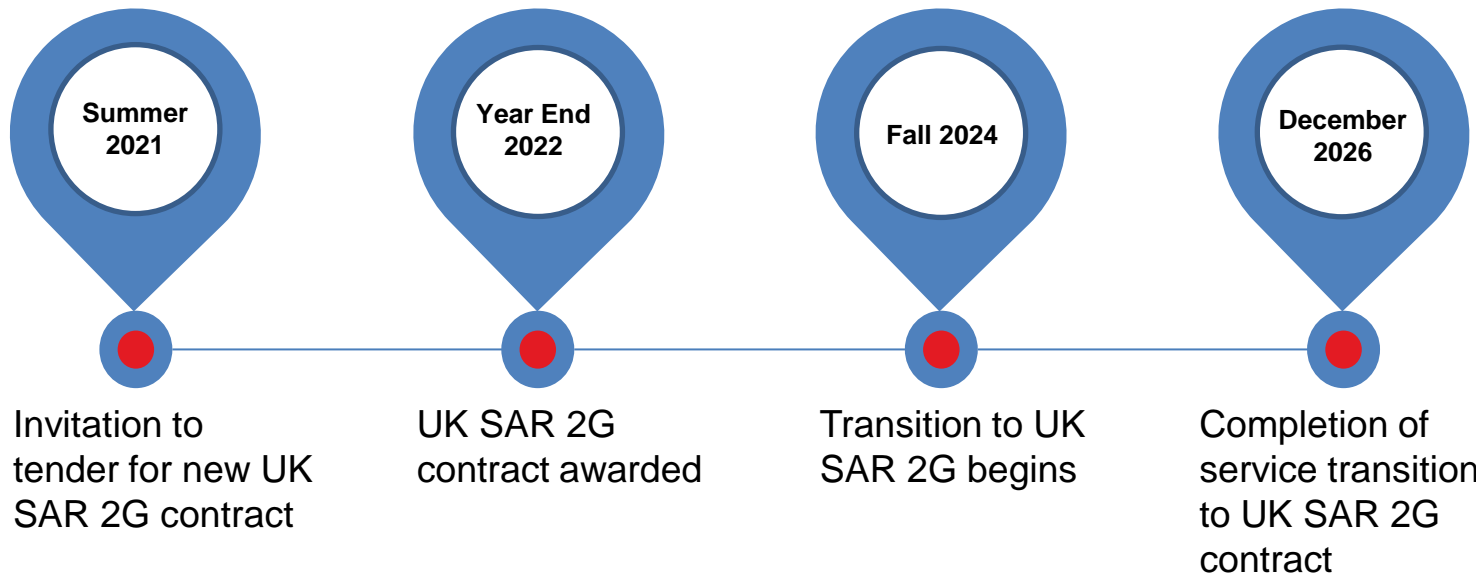 Summer
2021
Year End
2022
Fall 2024
December
2026
Invitation to
tender for new UK
SAR 2G contract
UK SAR 2G
contract awarded
Transition to UK
SAR 2G begins
Completion of
service transition
to UK SAR 2G
contract